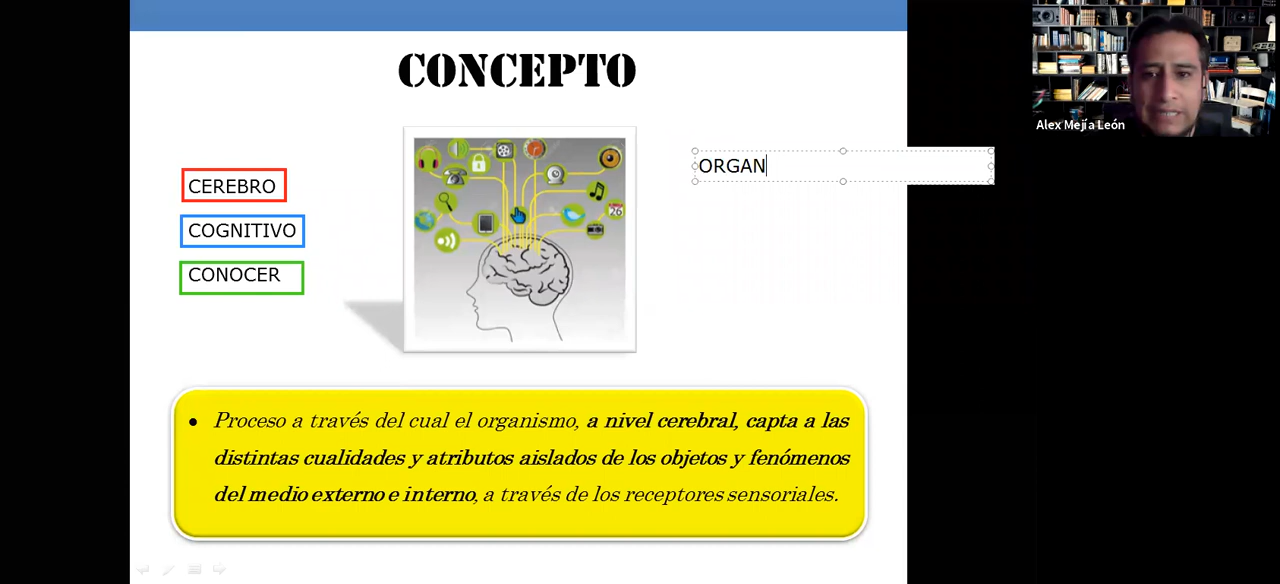 CONCEPTO
Alex Mejía León
ORGAN
CEREBRO
COGNITIVO
CONOCER
26
• Proceso a través del cual el organismo, a nivel cerebral, capta a las
distintas cualidades y atributos aislados de los objetos y fenómenos
del medio externo e interno, a través de los receptores sensoriales.